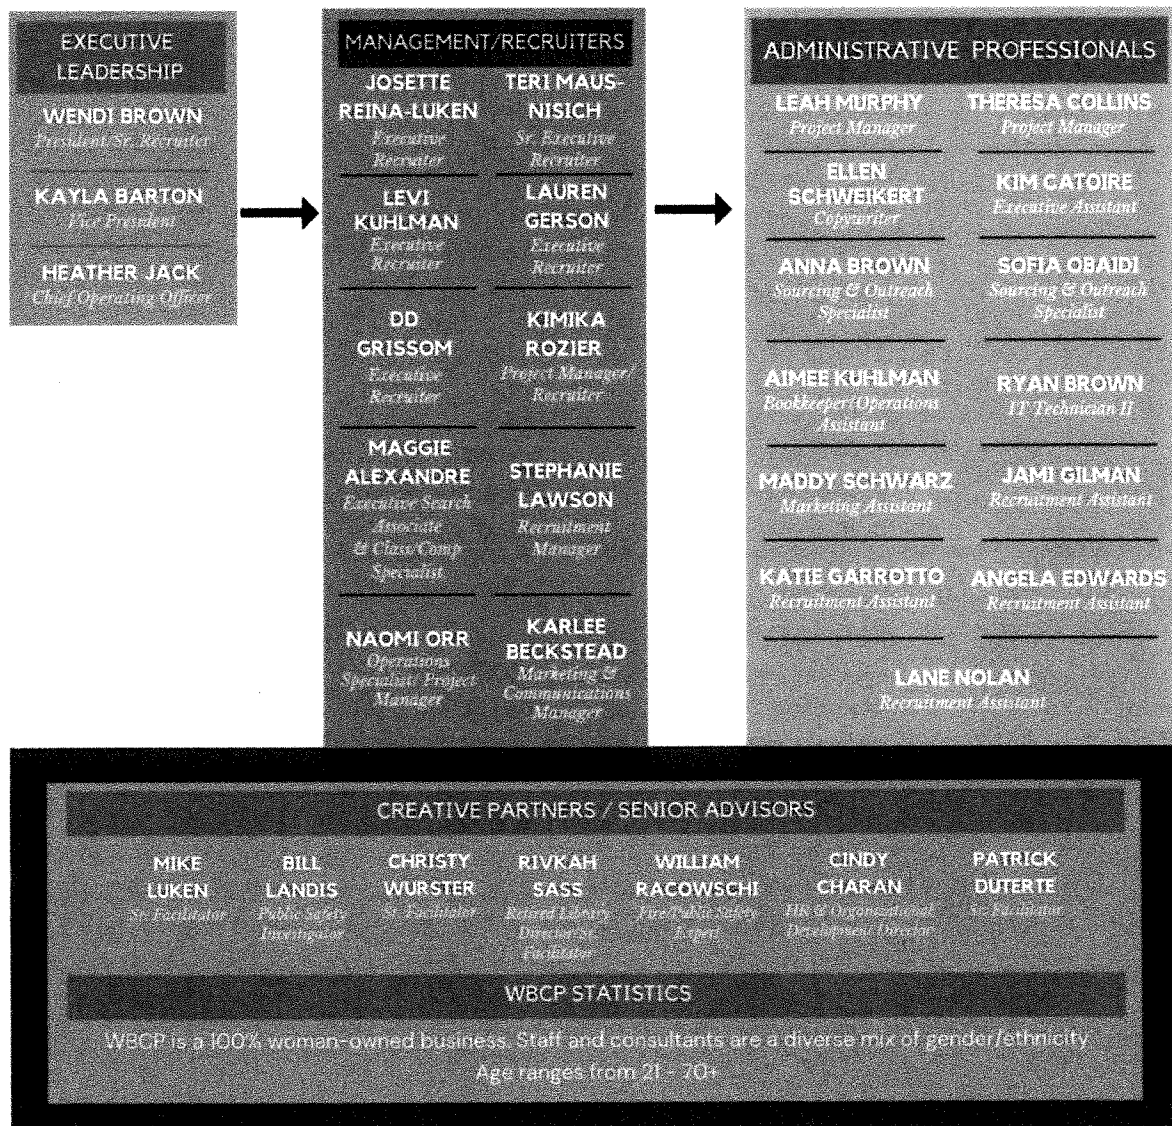 EXECUTIVE
LEADERSHIP
WENDI BROWN
President/Sr. Recruiter
KAYLA BARTON
Vice President
HEATHER JACK
Chief Operating Officer
MANAGEMENT/RECRUITERS
JOSETTE
REINA-LUKEN
Executive
Recruiter
TERI MAUS-
NISICH
Sr. Executive
Recruiter
LEVI
KUHLMAN
Executive
Recruiter
LAUREN
GERSON
Executive
Recruiter
DD
GRISSOM
Executive
Recruiter
KIMIKA
ROZIER
Project Manager/
Recruiter
MAGGIE
ALEXANDRE
Executive Search
Associate
& Class/Comp
Specialist
STEPHANIE
LAWSON
Recruitment
Manager
NAOMI ORR
Operations
Specialist/Project
Manager
KARLEE
BECKSTEAD
Marketing &
Communications
Manager
ADMINISTRATIVE PROFESSIONALS
LEAH MURPHY
Project Manager
THERESA COLLINS
Project Manager
ELLEN
SCHWEIKERT
Copywriter
KIM CATOIRE
Executive Assistant
ANNA BROWN
Sourcing & Outreach
Specialist
SOFIA OBAIDI
Sourcing & Outreach
Specialist
AIMEE KUHLMAN
Bookkeeper/Operations
Assistant
RYAN BROWN
IT Technician II
MADDY SCHWARZ
Marketing Assistant
JAMI GILMAN
Recruitment Assistant
KATIE GARROTTO
Recruitment Assistant
ANGELA EDWARDS
Recruitment Assistant
LANE NOLAN
Recruitment Assistant
CREATIVE PARTNERS / SENIOR ADVISORS
MIKE
LUKEN
Sr. Facilitator
BILL
LANDIS
Public Safety
Investigator
CHRISTY
WURSTER
Sr. Facilitator
RIVKAH
SASS
Retired Library
Director/Sr.
Facilitator
WILLIAM
RACOWSCHI
Fire/Public Safety
Expert
CINDY
CHARAN
HR & Organizational
Development Director
PATRICK
DUTERTE
Sr. Facilitator
WBCP STATISTICS
WBCP is a 100% woman-owned business. Staff and consultants are a diverse mix of gender/ethnicity
Age ranges from 21 - 70+